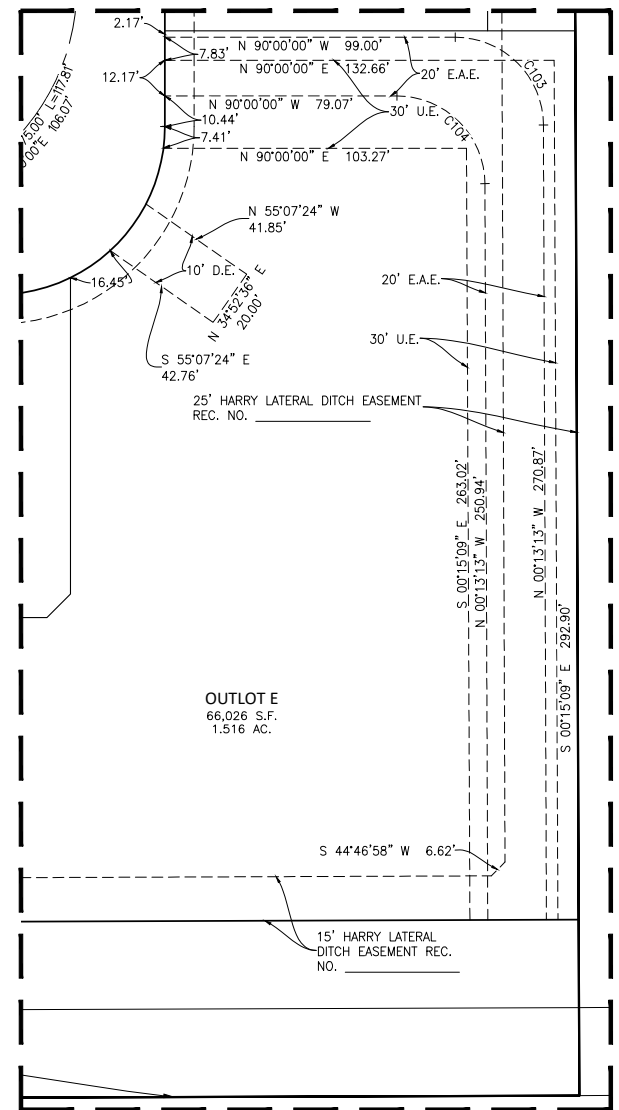 2.17'
7.83'
N 90°00'00" W 99.00'
20' E.A.E.
12.17'
N 90°00'00" E 132.66'
C103
N 90°00'00" W 79.07'
30' U.E.
10.44'
C104
7.41'
N 90°00'00" E 103.27'
L=117.81'
E 106.07'
N 55°07'24" W
41.85'
10' D.E.
16.45'
N 34°52'36" E
20.00'
S 55°07'24" E
42.76'
20' E.A.E.
30' U.E.
25' HARRY LATERAL DITCH EASEMENT
REC. NO.
S 00°15'09" E 263.02'
N 00°13'13" W 250.94'
N 00°13'13" W 270.87'
S 00°15'09" E 292.90'
OUTLOT E
66,026 S.F.
1.516 AC.
S 44°46'58" W 6.62'
15' HARRY LATERAL
DITCH EASEMENT REC.
NO.